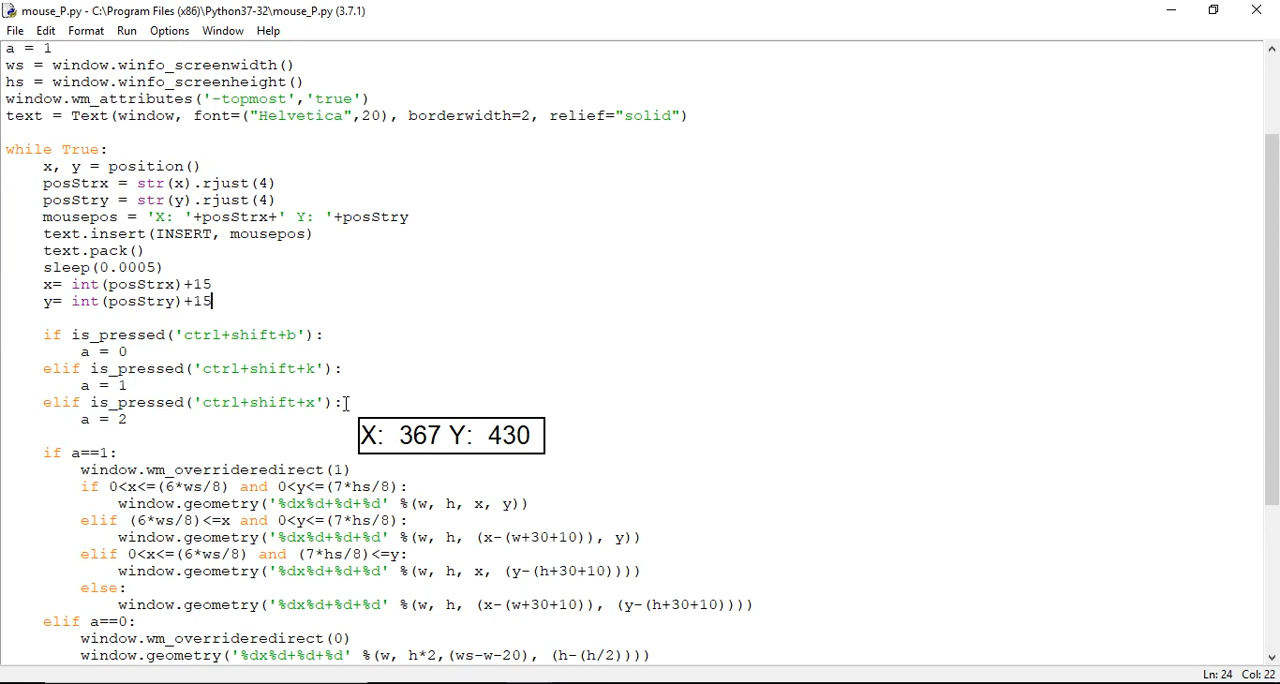 mouse_P.py - C:\Program Files (x86)\Python37-32\mouse_P.py (3.7.1)
File Edit Format Run Options Window Help
a = 1
ws = window.winfo_screenwidth()
hs = window.winfo_screenheight()
window.wm_attributes('-topmost','true')
text = Text(window, font=("Helvetica",20), borderwidth=2, relief="solid")
while True:
    x, y = position()
    posStrx = str(x).rjust(4)
    posStry = str(y).rjust(4)
    mousepos = 'X: '+posStrx+' Y: '+posStry
    text.insert(INSERT, mousepos)
    text.pack()
    sleep(0.0005)
    x= int(posStrx)+15
    y= int(posStry)+15
    if is_pressed('ctrl+shift+b'):
        a = 0
    elif is_pressed('ctrl+shift+k'):
        a = 1
    elif is_pressed('ctrl+shift+x'):
        a = 2
X: 367 Y: 430
    if a==1:
        window.wm_overrideredirect(1)
        if 0<x<=(6*ws/8) and 0<y<=(7*hs/8):
            window.geometry('%dx%d+%d+%d' %(w, h, x, y))
        elif (6*ws/8)<=x and 0<y<=(7*hs/8):
            window.geometry('%dx%d+%d+%d' %(w, h, (x-(w+30+10)), y))
        elif 0<x<=(6*ws/8) and (7*hs/8)<=y:
            window.geometry('%dx%d+%d+%d' %(w, h, x, (y-(h+30+10))))
        else:
            window.geometry('%dx%d+%d+%d' %(w, h, (x-(w+30+10)), (y-(h+30+10))))
    elif a==0:
        window.wm_overrideredirect(0)
        window.geometry('%dx%d+%d+%d' %(w, h*2,(ws-w-20), (h-(h/2))))
Ln: 24 Col: 22